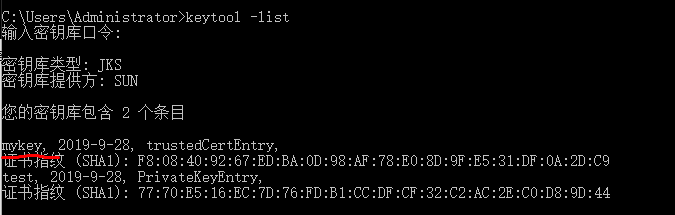 C:\Users\Administrator>keytool -list
输入密钥库口令:
密钥库类型: JKS
密钥库提供方: SUN
您的密钥库包含 2 个条目
mykey, 2019-9-28, trustedCertEntry,
证书指纹 (SHA1): F8:08:40:92:67:ED:BA:0D:98:AF:78:E0:8D:9F:E5:31:DF:0A:2D:C9
test, 2019-9-28, PrivateKeyEntry,
证书指纹 (SHA1): 77:70:E5:16:EC:7D:76:FD:B1:CC:DF:CF:32:C2:AC:2E:C0:D8:9D:44